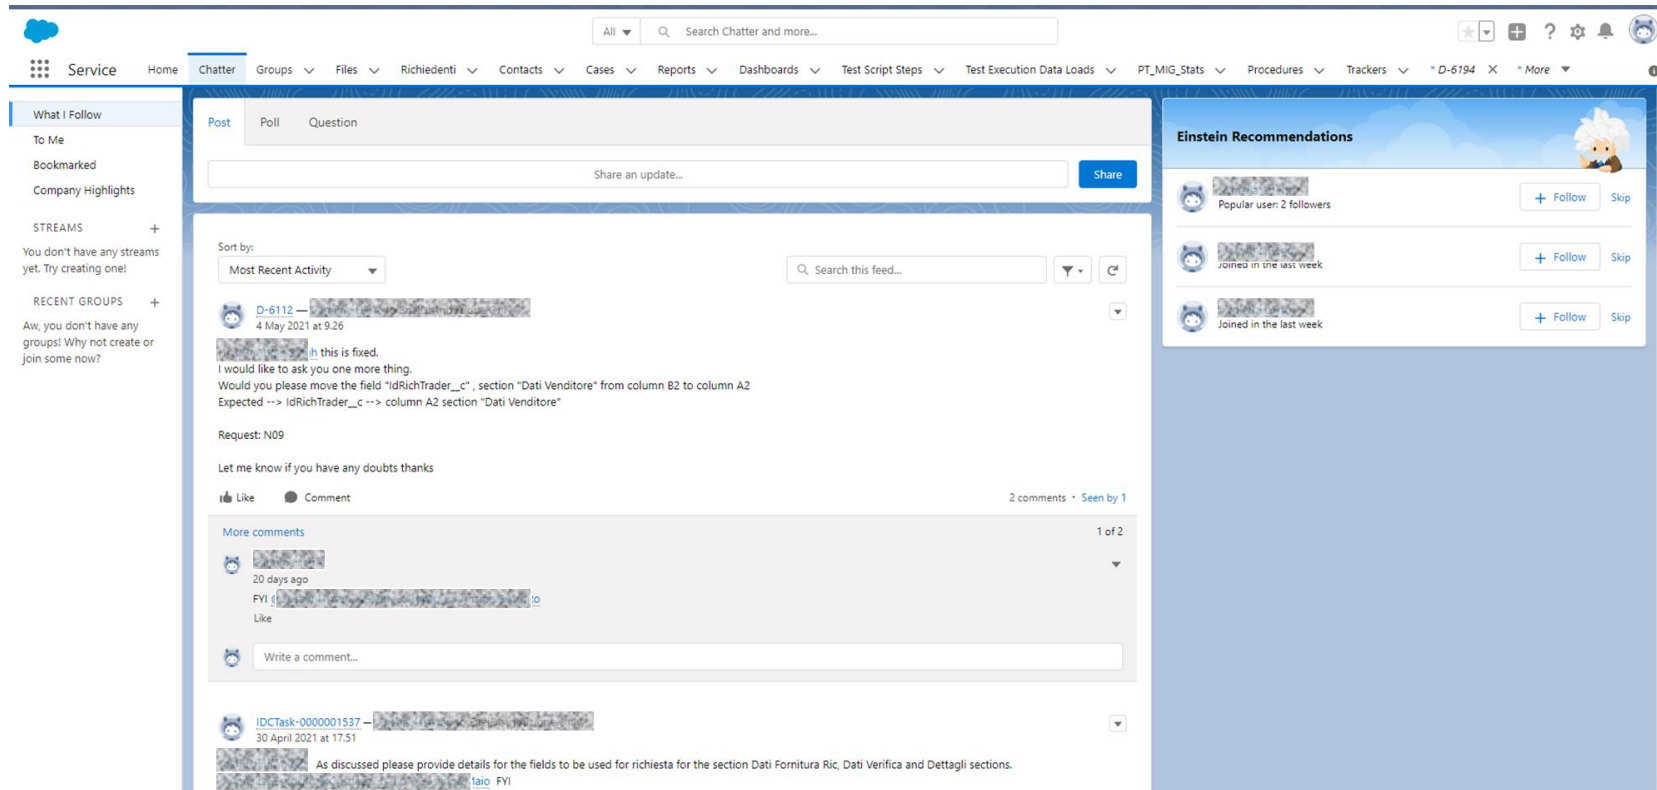 All
Search Chatter and more...
Service Home Chatter Groups Files Richiedenti Contacts Cases Reports Dashboards Test Script Steps Test Execution Data Loads PT_MIG_Stats Procedures Trackers * D-6194 * More
What I Follow
To Me
Bookmarked
Company Highlights
STREAMS
You don't have any streams
yet. Try creating one!
RECENT GROUPS
Aw, you don't have any
groups! Why not create or
join some now?
Post Poll Question
Share an update...
Share
Sort by:
Most Recent Activity
Search this feed...
D-6112 —
4 May 2021 at 9.26
h this is fixed.
I would like to ask you one more thing.
Would you please move the field "IdRichTrader__c" , section "Dati Venditore" from column B2 to column A2
Expected --> IdRichTrader__c --> column A2 section "Dati Venditore"
Request: N09
Let me know if you have any doubts thanks
Like Comment 2 comments • Seen by 1
More comments 1 of 2
20 days ago
FYI
Like
Write a comment...
IDCTask-0000001537 —
30 April 2021 at 17.51
As discussed please provide details for the fields to be used for richiesta for the section Dati Fornitura Ric, Dati Verifica and Dettagli sections.
FYI
Einstein Recommendations
Popular user: 2 followers
+ Follow Skip
Joined in the last week
+ Follow Skip
Joined in the last week
+ Follow Skip